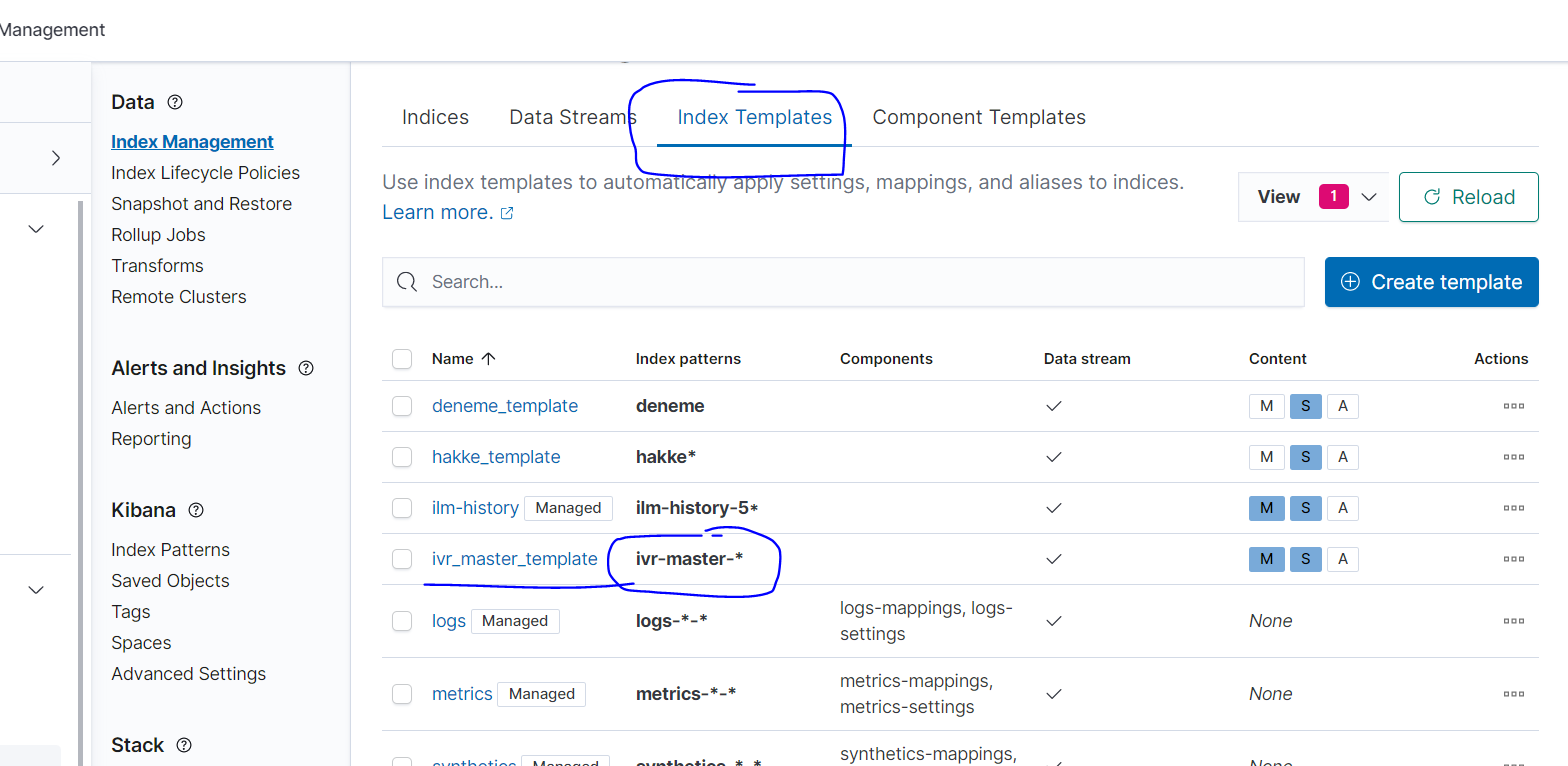 Management
Data
Index Management
Index Lifecycle Policies
Snapshot and Restore
Rollup Jobs
Transforms
Remote Clusters
Alerts and Insights
Alerts and Actions
Reporting
Kibana
Index Patterns
Saved Objects
Tags
Spaces
Advanced Settings
Stack
Indices Data Streams Index Templates Component Templates
Use index templates to automatically apply settings, mappings, and aliases to indices.
Learn more.
View 1 Reload
Search... Create template
Name Index patterns Components Data stream Content Actions
deneme_template deneme M S A
hakke_template hakke* M S A
ilm-history Managed ilm-history-5* M S A
ivr_master_template ivr-master-* M S A
logs Managed logs-*-* logs-mappings, logs-
settings None
metrics Managed metrics-*-* metrics-mappings,
metrics-settings None
synthetics Managed synthetics-*-* synthetics-mappings,
None